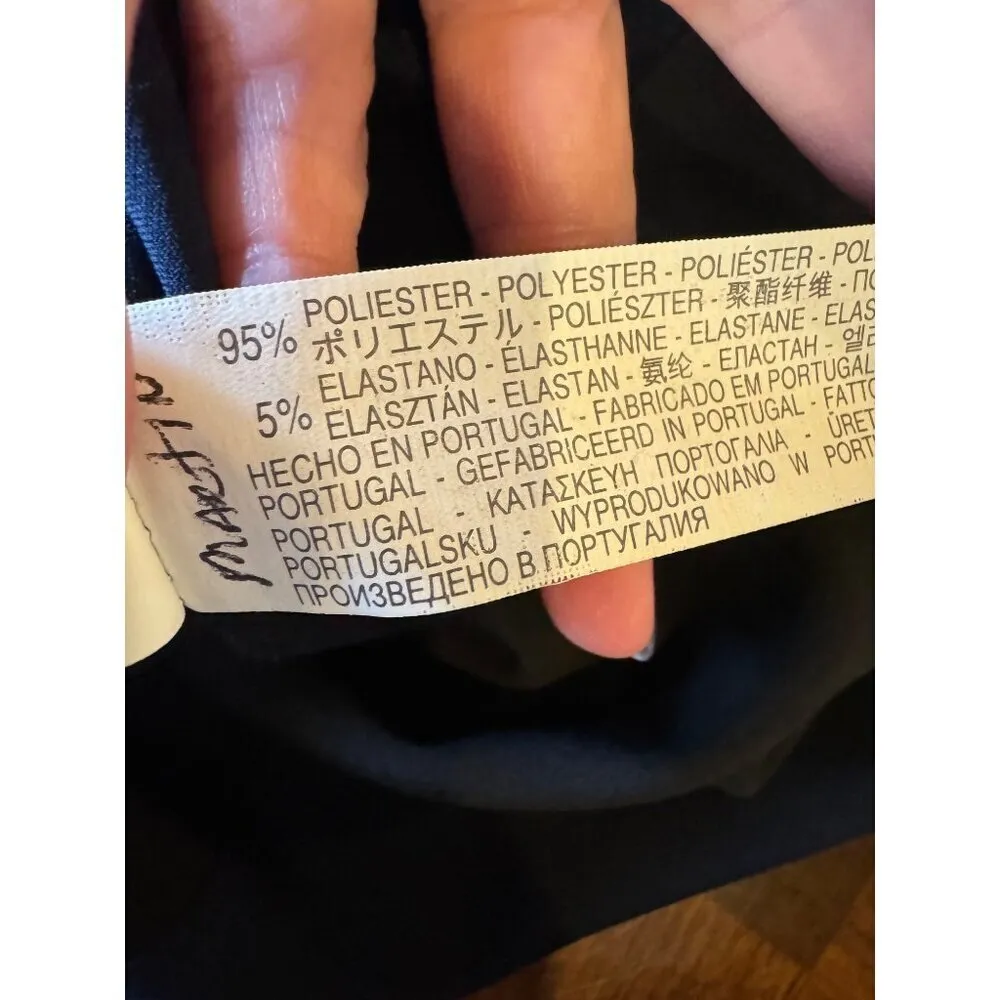 95% POLIESTER - POLYESTER - POLIÉSTER - POL
ポリエステル - POLIÉSZTER - 聚酯纤维 - ПО
5% ELASTANO - ÉLASTHANNE - ELASTANE - ELAS
ELASZTÁN - ELASTAN - 氨纶 - ЕЛАСТАН - 엘라
HECHO EN PORTUGAL - FABRICADO EM PORTUGAL
PORTUGAL - GEFABRICEERD IN PORTUGAL - FATTO
PORTUGAL - ΚΑΤΑΣΚΕΥΗ ΠΟΡΤΟΓΑΛΙΑ - ÜRET
PORTUGALSKU - WYPRODUKOWANO W PORT
ПРОИЗВЕДЕНО В ПОРТУГАЛИЯ